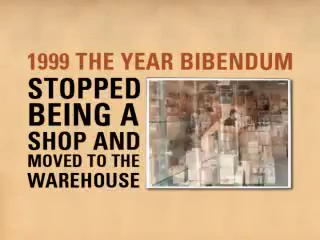 1999 THE YEAR BIBENDUM
STOPPED
BEING A
SHOP AND
MOVED TO THE
WAREHOUSE